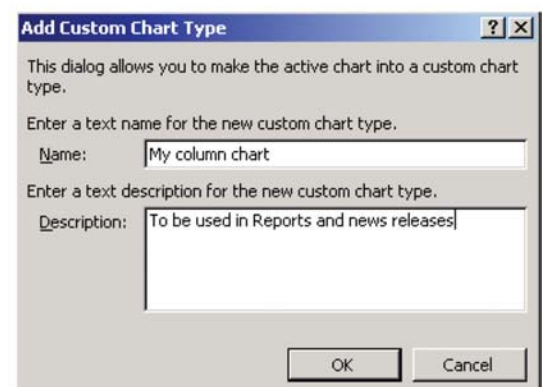 Add Custom Chart Type
This dialog allows you to make the active chart into a custom chart
type.
Enter a text name for the new custom chart type.
Name: My column chart
Enter a text description for the new custom chart type.
Description: To be used in Reports and news releases
OK Cancel